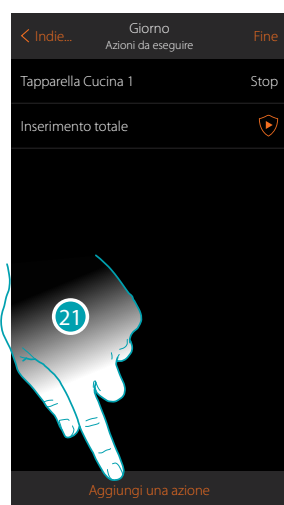 Giorno
< Indie... Azioni da eseguire Fine
Tapparella Cucina 1 Stop
Inserimento totale
21
Aggiungi una azione